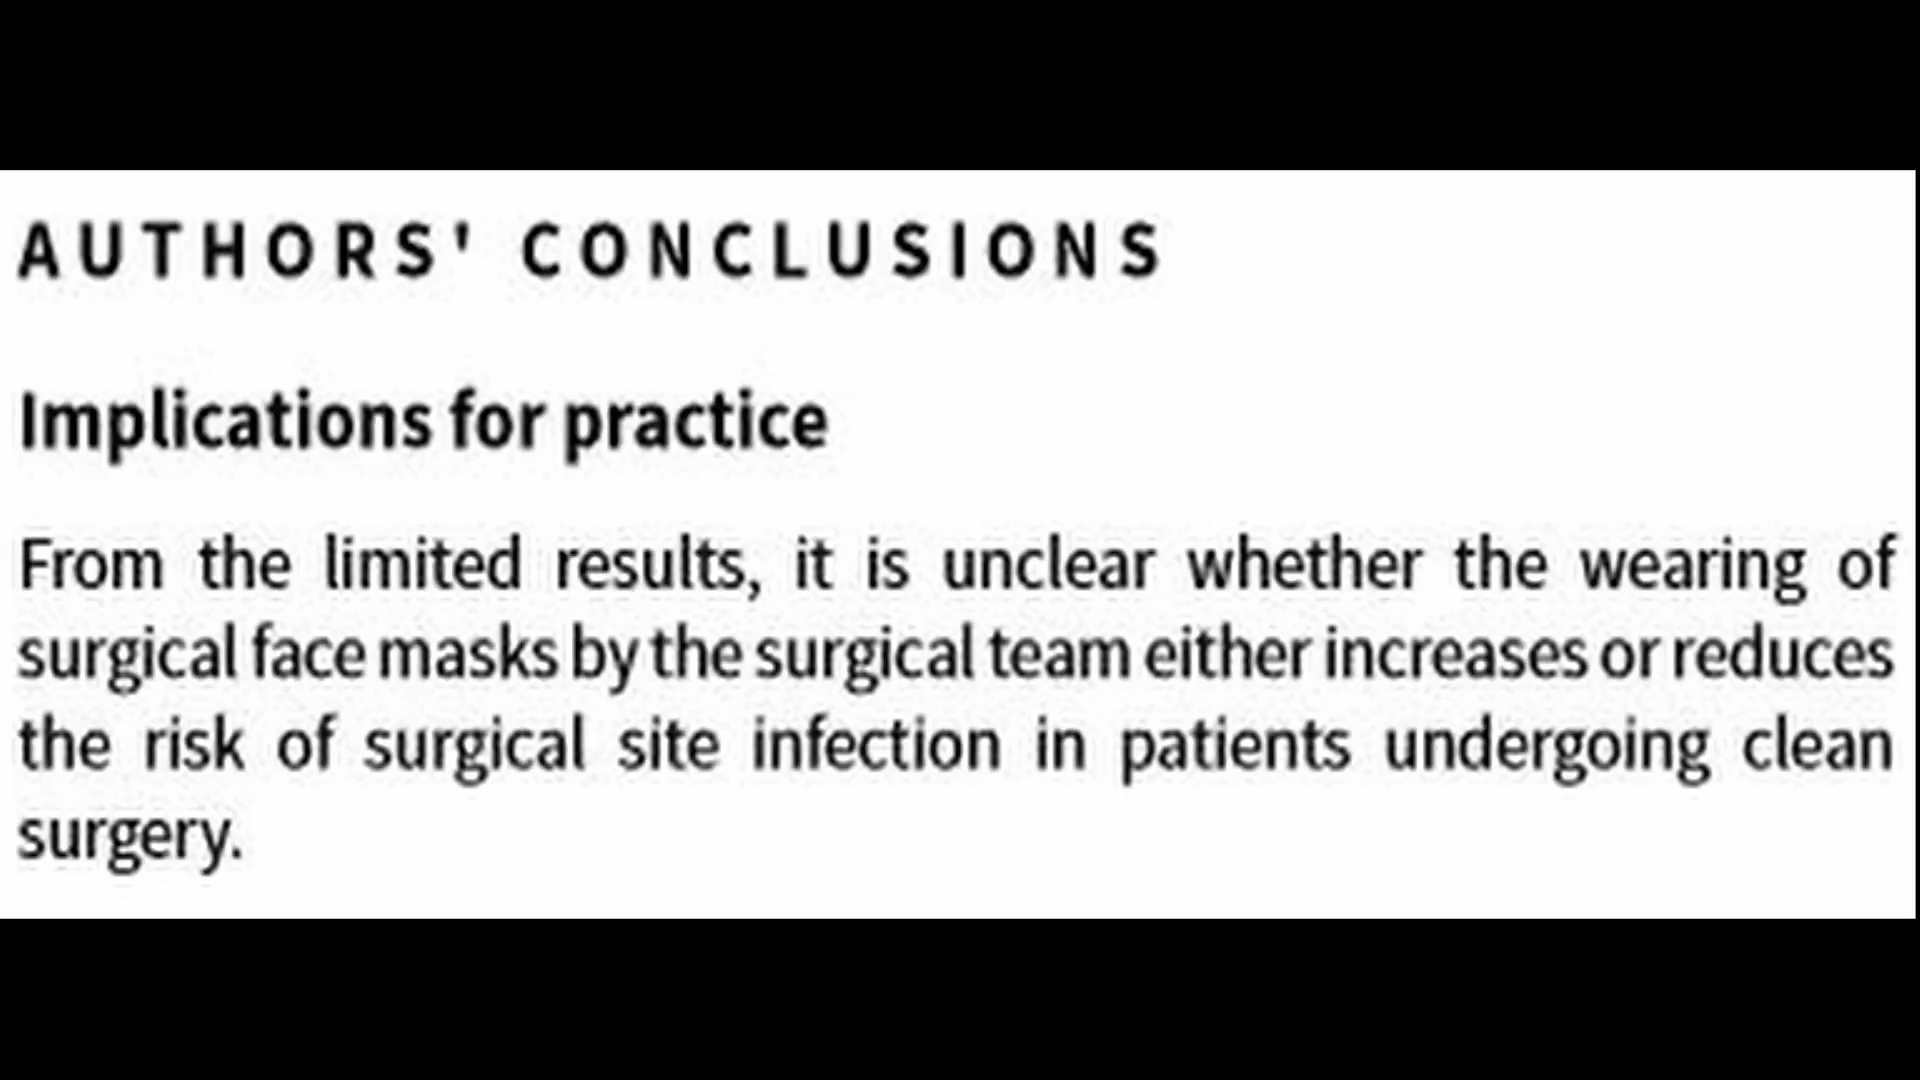 AUTHORS' CONCLUSIONS
Implications for practice
From the limited results, it is unclear whether the wearing of
surgical face masks by the surgical team either increases or reduces
the risk of surgical site infection in patients undergoing clean
surgery.